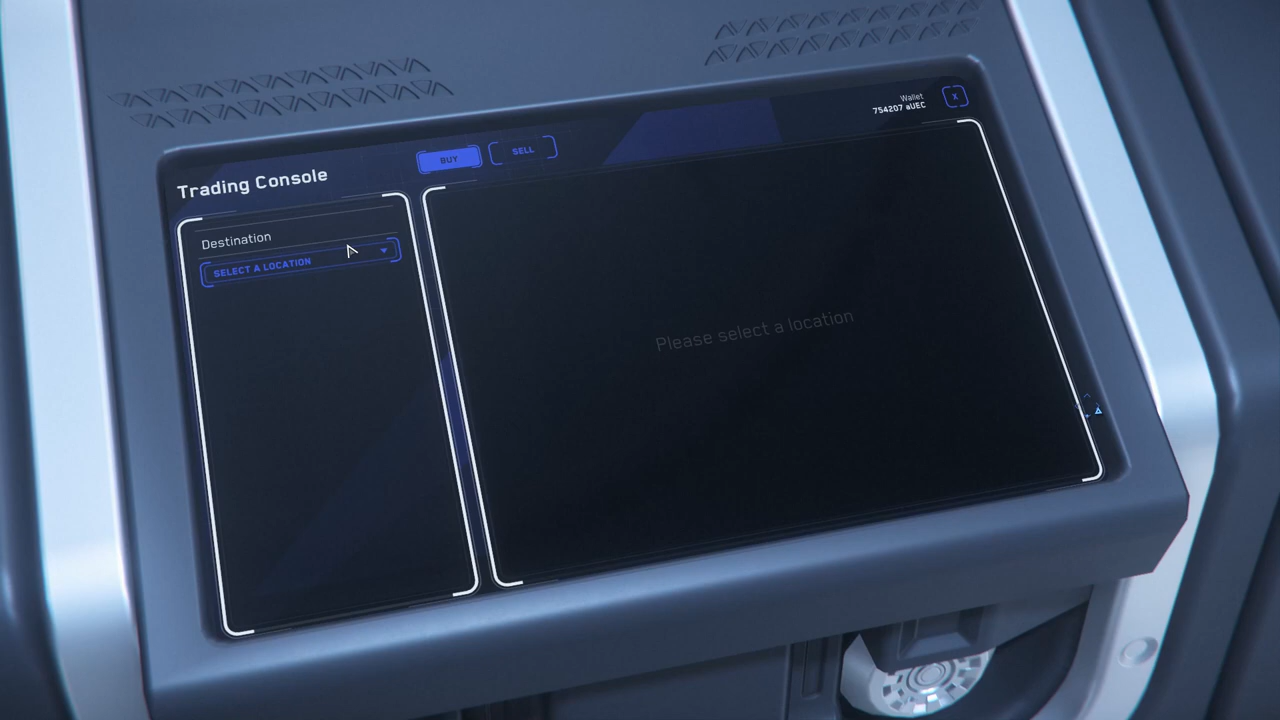 Wallet
754207 aUEC
X
BUY
SELL
Trading Console
Destination
SELECT A LOCATION
Please select a location